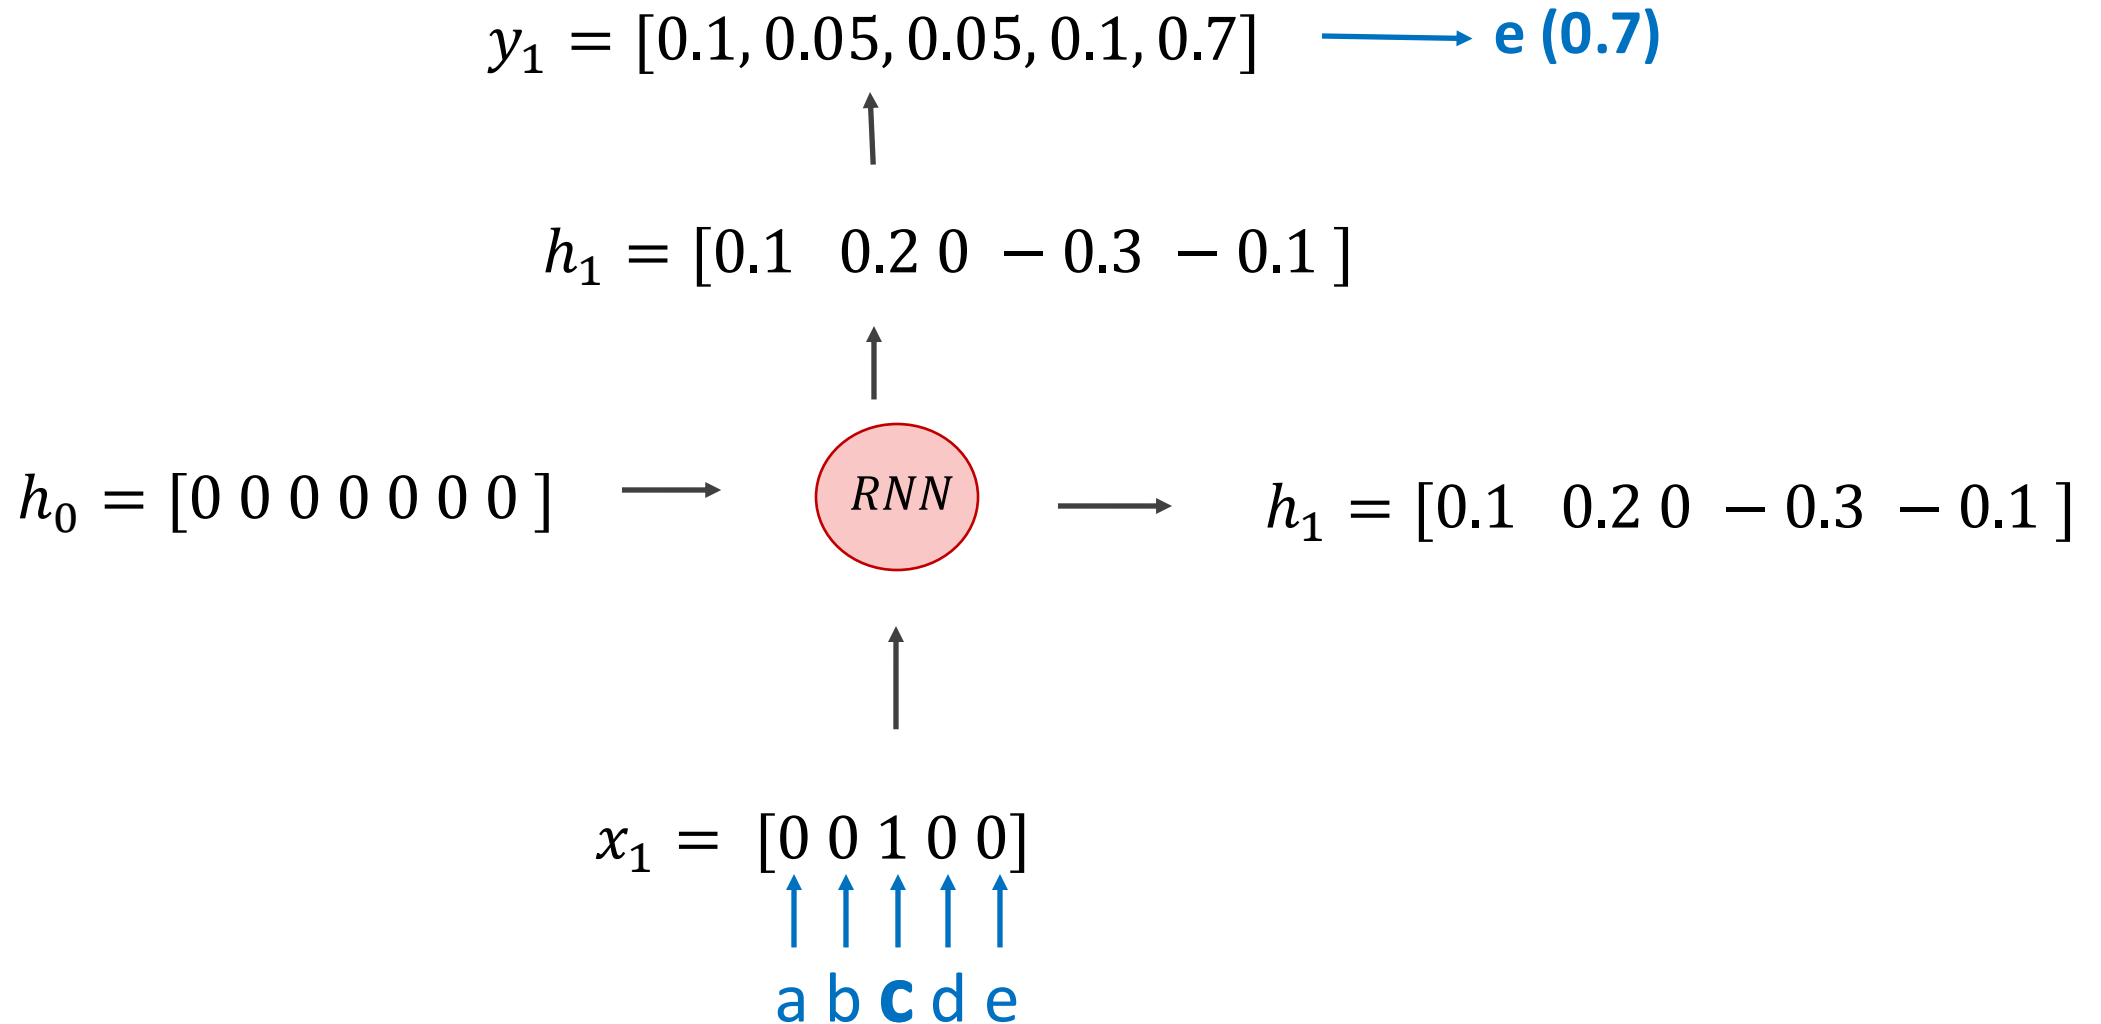 y₁ = [0.1, 0.05, 0.05, 0.1, 0.7] e (0.7)
h₁ = [0.1 0.2 0 − 0.3 − 0.1 ]
h₀ = [0 0 0 0 0 0 0 ] RNN h₁ = [0.1 0.2 0 − 0.3 − 0.1 ]
x₁ = [0 0 1 0 0]
a b c d e